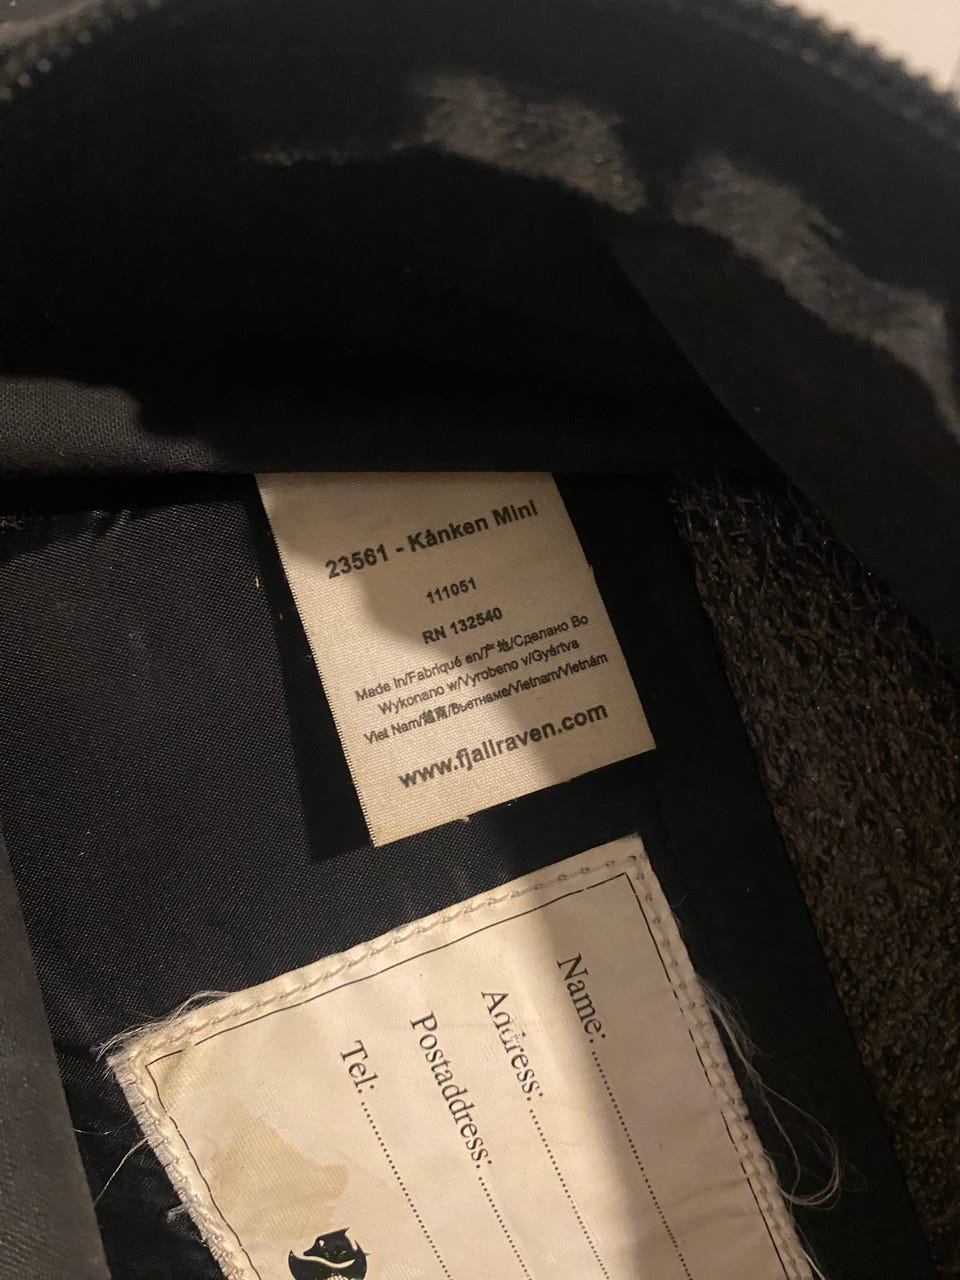 23561 - Kånken Mini
111051
RN 132540
Made in/Fabriqué en/产地/Сделано Во
Wykonano w/Vyrobeno v/Gyártva
Viet Nam/越南/Вьетнаме/Vietnam/Vietnám
www.fjallraven.com
Name:
Address:
Postaddress:
Tel: